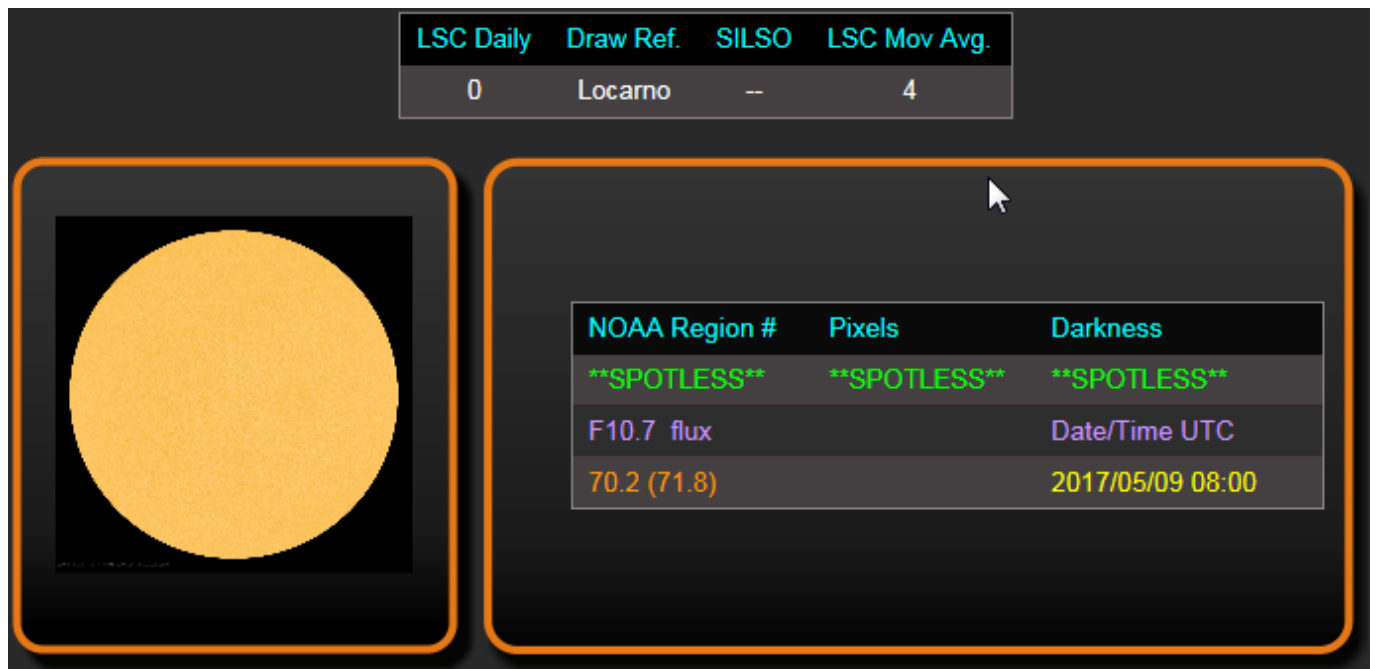 LSC Daily Draw Ref. SILSO LSC Mov Avg.
0 Locarno -- 4
NOAA Region # Pixels Darkness
**SPOTLESS** **SPOTLESS** **SPOTLESS**
F10.7 flux Date/Time UTC
70.2 (71.8) 2017/05/09 08:00